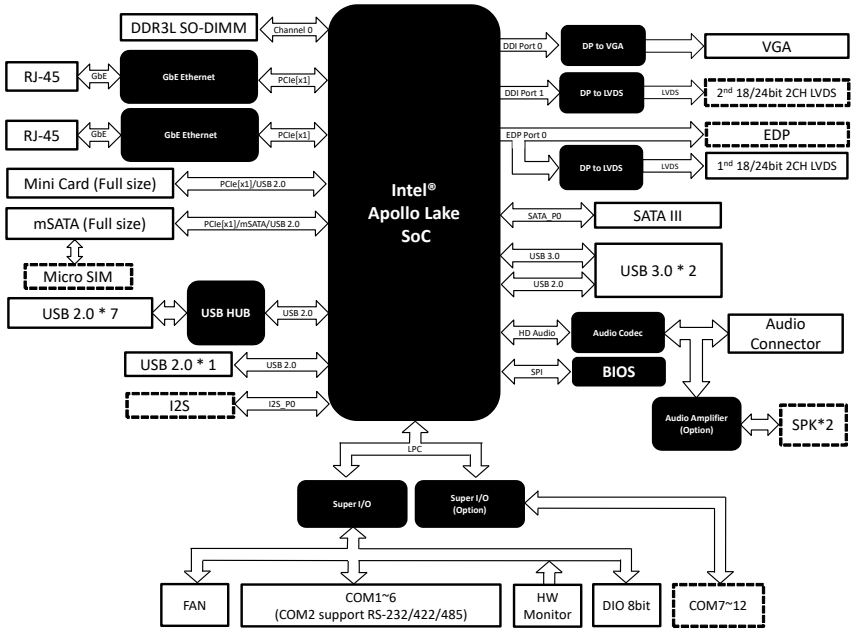 DDR3L SO-DIMM
Channel 0
RJ-45
GbE
GbE Ethernet
PCIe[x1]
RJ-45
GbE
GbE Ethernet
PCIe[x1]
Mini Card (Full size)
PCIe[x1]/USB 2.0
mSATA (Full size)
PCIe[x1]/mSATA/USB 2.0
Micro SIM
USB 2.0 * 7
USB HUB
USB 2.0
USB 2.0 * 1
USB 2.0
I2S
I2S_P0
Intel®
Apollo Lake
SoC
DDI Port 0
DP to VGA
VGA
DDI Port 1
DP to LVDS
LVDS
2nd 18/24bit 2CH LVDS
EDP Port 0
EDP
DP to LVDS
LVDS
1nd 18/24bit 2CH LVDS
SATA_P0
SATA III
USB 3.0
USB 2.0
USB 3.0 * 2
HD Audio
Audio Codec
Audio
Connector
SPI
BIOS
Audio Amplifier
(Option)
SPK*2
LPC
Super I/O
Super I/O
(Option)
FAN
COM1~6
(COM2 support RS-232/422/485)
HW
Monitor
DIO 8bit
COM7~12